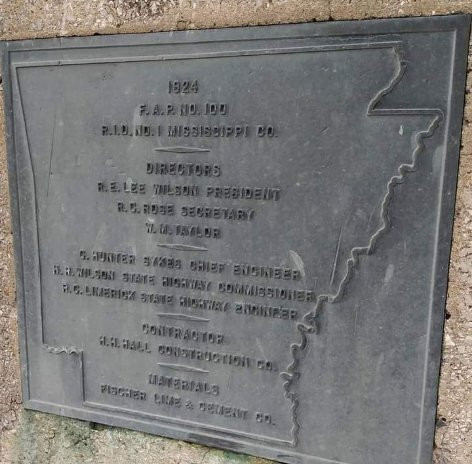 1924
F.A.P. NO. 100
R.I.D. NO. 1 MISSISSIPPI CO.
DIRECTORS
R.E. LEE WILSON PRESIDENT
R.C. ROSE SECRETARY
W.M. TAYLOR
C. HUNTER SYKES CHIEF ENGINEER
H.H. WILSON STATE HIGHWAY COMMISSIONER
R.C. LIMERICK STATE HIGHWAY ENGINEER
CONTRACTOR
H.H. HALL CONSTRUCTION CO.
MATERIALS
FISCHER LIME & CEMENT CO.